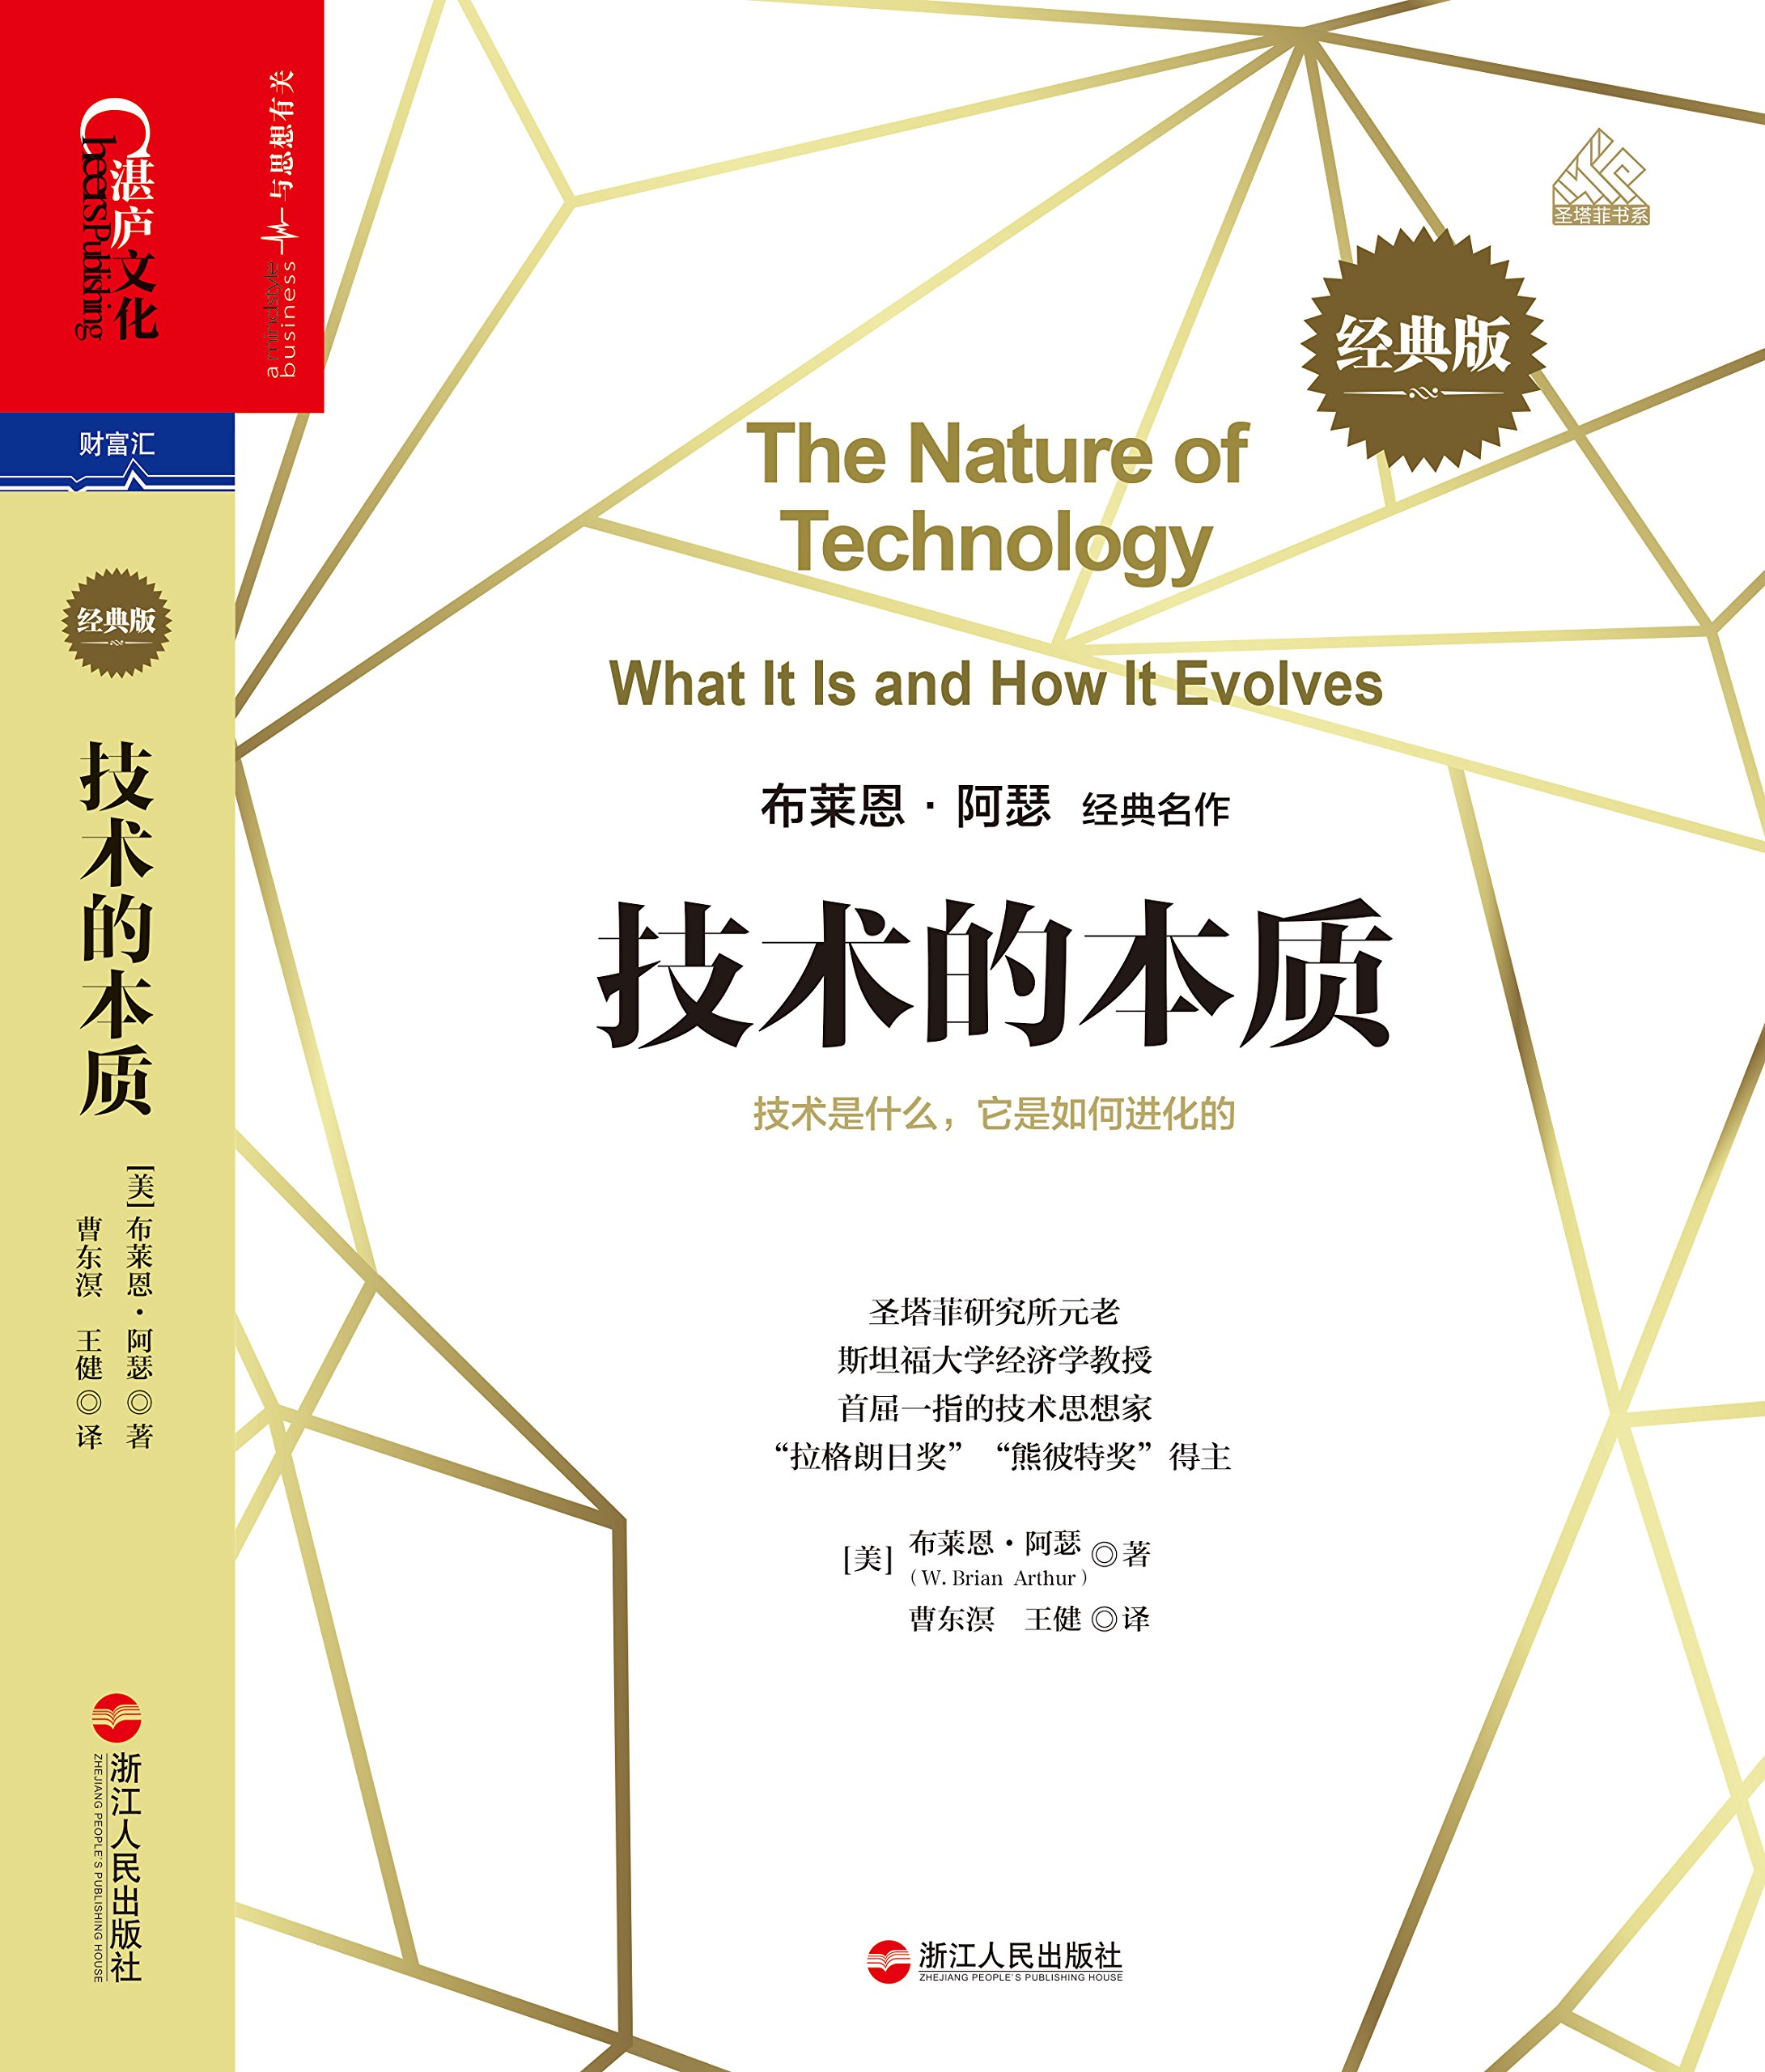 湛庐文化
Cheers Publishing
与思想有关
a mindstyle
business
财富汇
经典版
技术的本质
[美]布莱恩·阿瑟◎著
曹东溟 王健◎译
浙江人民出版社
ZHEJIANG PEOPLE'S PUBLISHING HOUSE
圣塔菲书系
经典版
The Nature of
Technology
What It Is and How It Evolves
布莱恩·阿瑟 经典名作
技术的本质
技术是什么，它是如何进化的
圣塔菲研究所元老
斯坦福大学经济学教授
首屈一指的技术思想家
“拉格朗日奖”“熊彼特奖”得主
[美] 布莱恩·阿瑟◎著
（W. Brian Arthur）
曹东溟 王健◎译
浙江人民出版社
ZHEJIANG PEOPLE'S PUBLISHING HOUSE